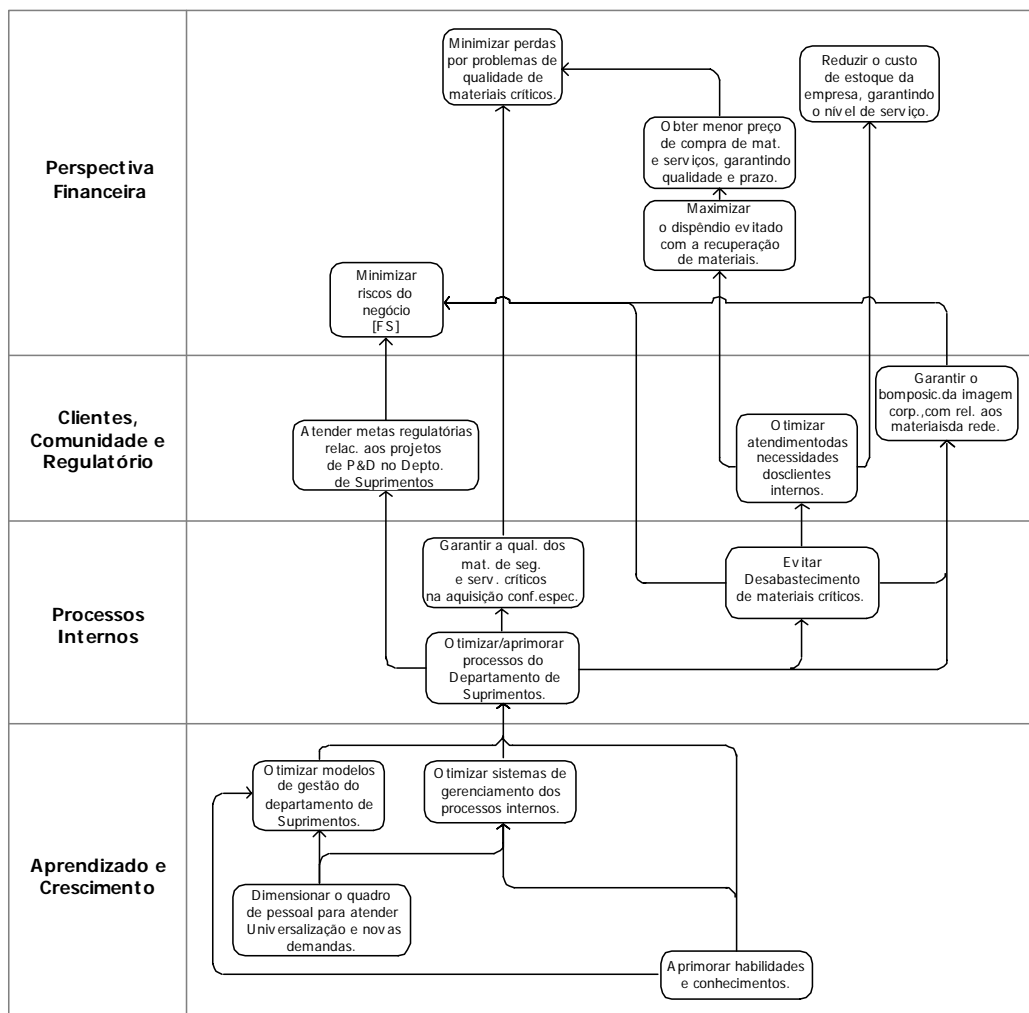 Perspectiva
Financeira
Minimizar perdas
por problemas de
qualidade de
materiais críticos.
Reduzir o custo
de estoque da
empresa, garantindo
o nível de serviço.
Obter menor preço
de compra de mat.
e serviços, garantindo
qualidade e prazo.
Maximizar
o dispêndio evitado
com a recuperação
de materiais.
Minimizar
riscos do
negócio
[FS]
Clientes,
Comunidade e
Regulatório
Atender metas regulatórias
relac. aos projetos
de P&D no Depto.
de Suprimentos
Otimizar
atendimentodas
necessidades
dosclientes
internos.
Garantir o
bomposic.da imagem
corp.,com rel. aos
materiaisda rede.
Processos
Internos
Garantir a qual. dos
mat. de seg.
e serv. críticos
na aquisição conf.espec.
Evitar
Desabastecimento
de materiais críticos.
Otimizar/aprimorar
processos do
Departamento de
Suprimentos.
Aprendizado e
Crescimento
Otimizar modelos
de gestão do
departamento de
Suprimentos.
Otimizar sistemas de
gerenciamento dos
processos internos.
Dimensionar o quadro
de pessoal para atender
Universalização e novas
demandas.
Aprimorar habilidades
e conhecimentos.